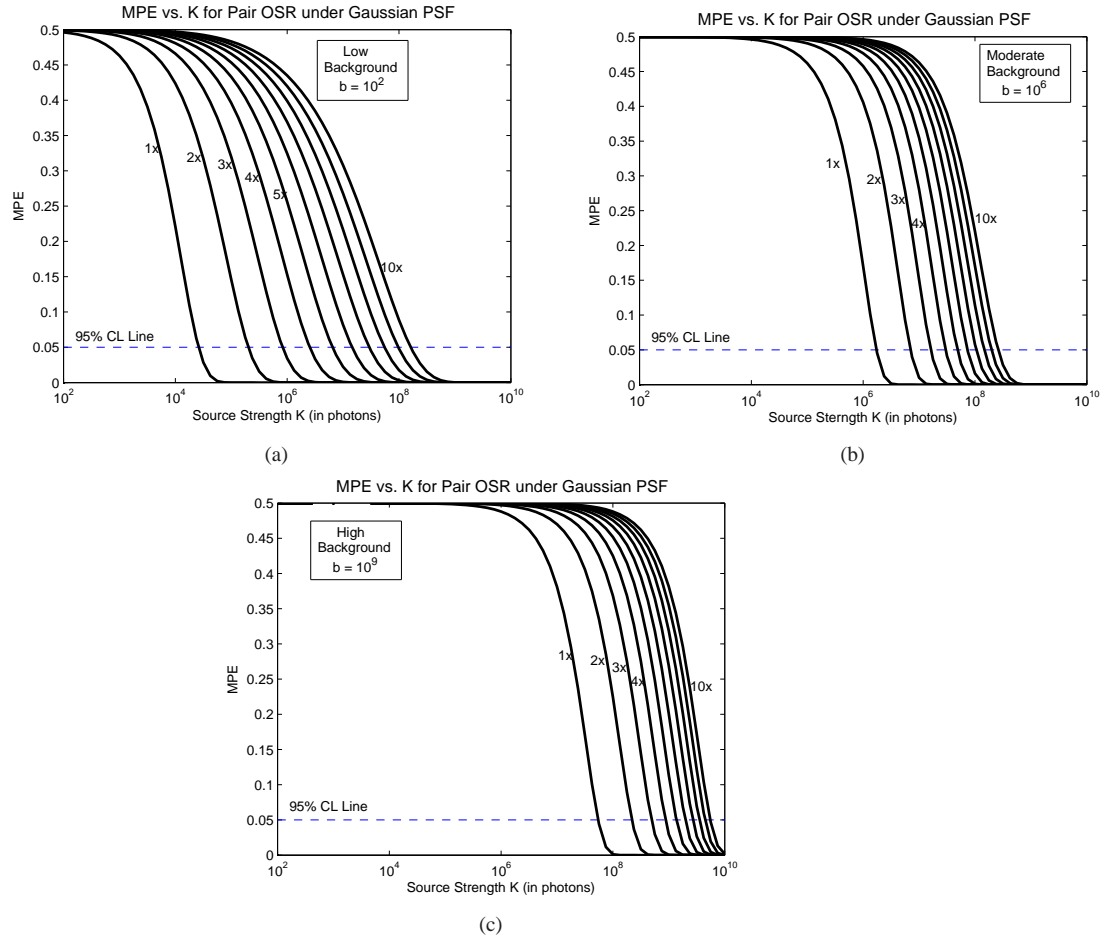 MPE vs. K for Pair OSR under Gaussian PSF
0.5
0.45
0.4
0.35
0.3
0.25
0.2
0.15
0.1
0.05
0
MPE
Low
Background
b = 10^2
1x
2x
3x
4x
5x
10x
95% CL Line
10^2 10^4 10^6 10^8 10^10
Source Strength K (in photons)
(a)
MPE vs. K for Pair OSR under Gaussian PSF
0.5
0.45
0.4
0.35
0.3
0.25
0.2
0.15
0.1
0.05
0
MPE
Moderate
Background
b = 10^6
1x
2x
3x
4x
10x
95% CL Line
10^2 10^4 10^6 10^8 10^10
Source Sterngth K (in photons)
(b)
MPE vs. K for Pair OSR under Gaussian PSF
0.5
0.45
0.4
0.35
0.3
0.25
0.2
0.15
0.1
0.05
0
MPE
High
Background
b = 10^9
1x
2x
3x
4x
10x
95% CL Line
10^2 10^4 10^6 10^8 10^10
Source Strength K (in photons)
(c)